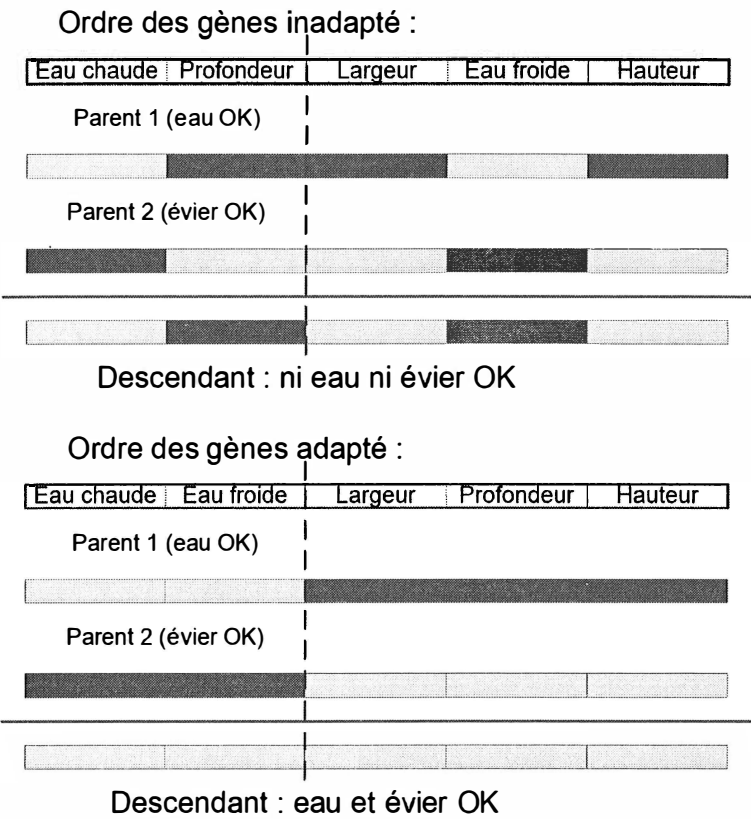 Ordre des gènes inadapté :
Eau chaude Profondeur Largeur Eau froide Hauteur
Parent 1 (eau OK)
Parent 2 (évier OK)
Descendant : ni eau ni évier OK
Ordre des gènes adapté :
Eau chaude Eau froide Largeur Profondeur Hauteur
Parent 1 (eau OK)
Parent 2 (évier OK)
Descendant : eau et évier OK